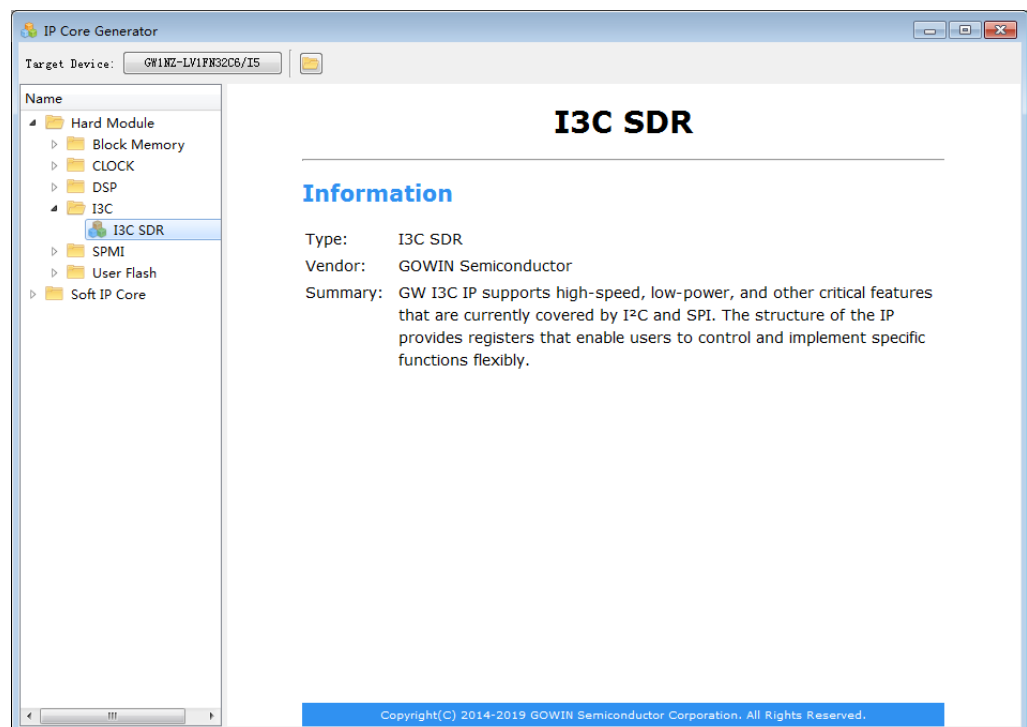 IP Core Generator
Target Device: GW1NZ-LV1FN32C6/I5
Name
Hard Module
Block Memory
CLOCK
DSP
I3C
I3C SDR
SPMI
User Flash
Soft IP Core
I3C SDR
Information
Type: I3C SDR
Vendor: GOWIN Semiconductor
Summary: GW I3C IP supports high-speed, low-power, and other critical features
that are currently covered by I²C and SPI. The structure of the IP
provides registers that enable users to control and implement specific
functions flexibly.
Copyright(C) 2014-2019 GOWIN Semiconductor Corporation. All Rights Reserved.